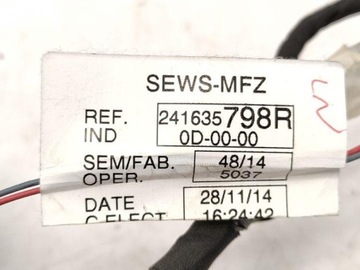 SEWS-MFZ
REF. 241635798R
IND 0D-00-00
SEM/FAB. 48/14
OPER. 5037
DATE 28/11/14
C.ELECT 16:24:42